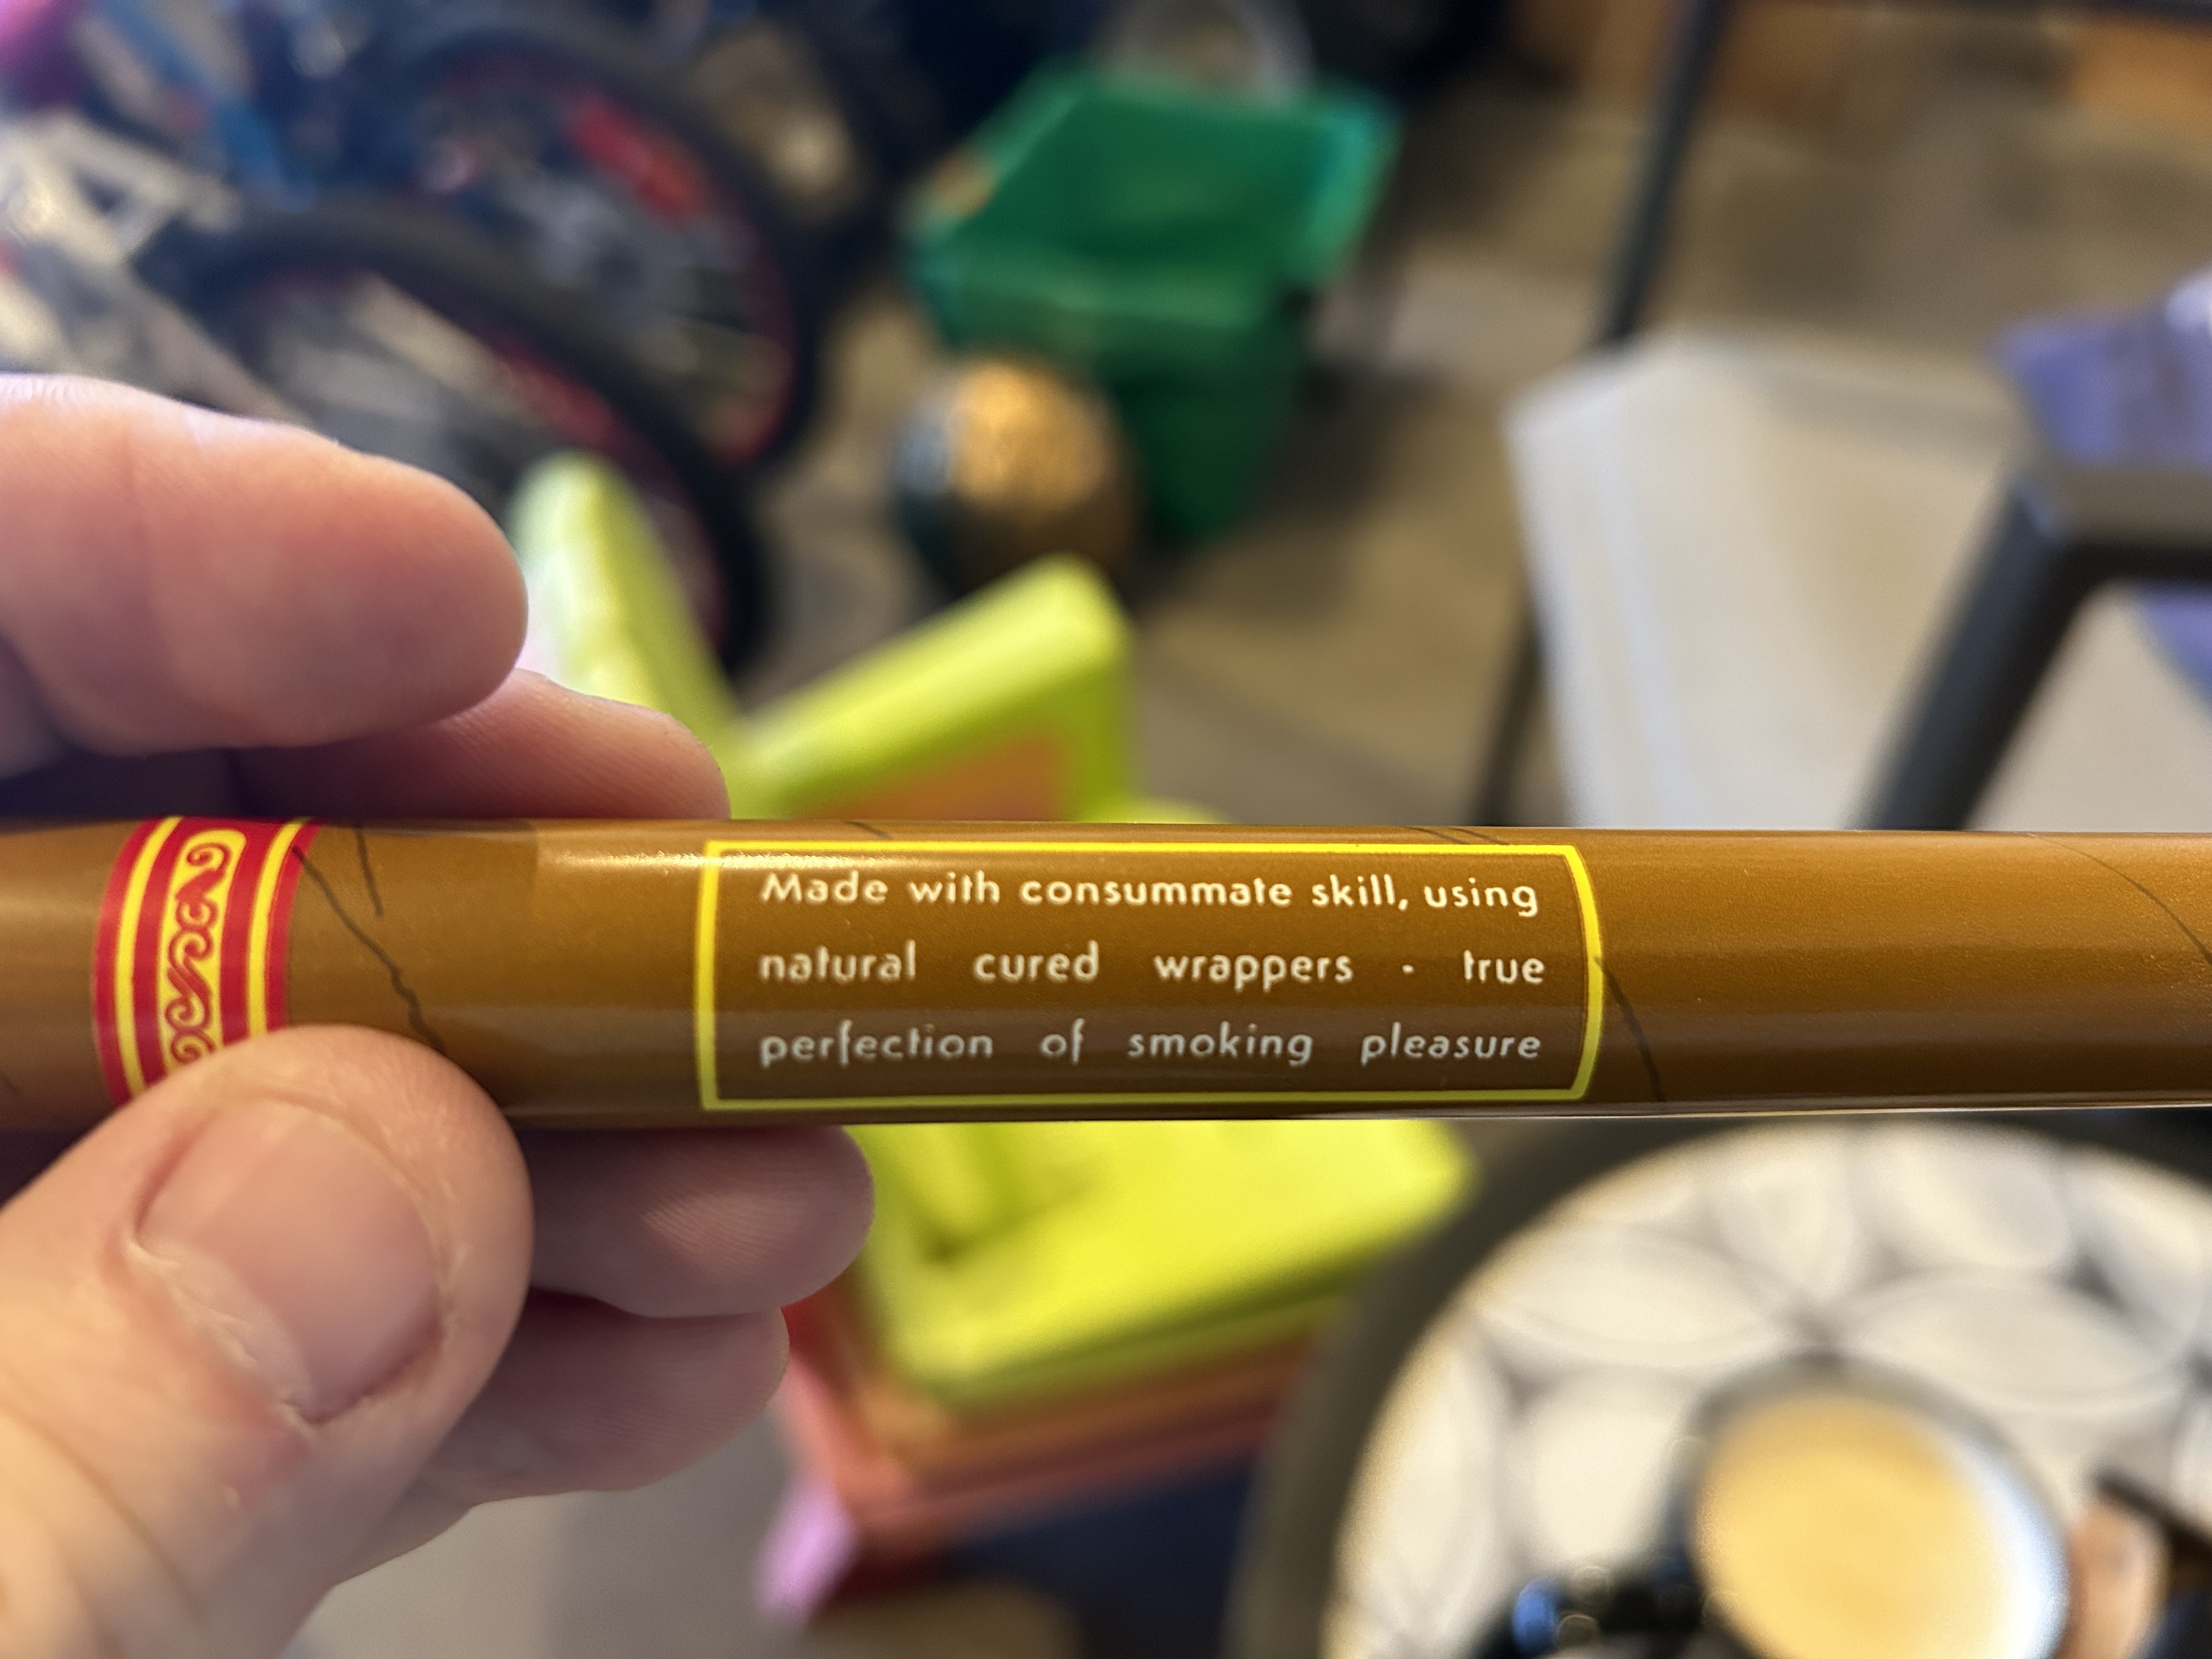 Made with consummate skill, using
natural cured wrappers · true
perfection of smoking pleasure